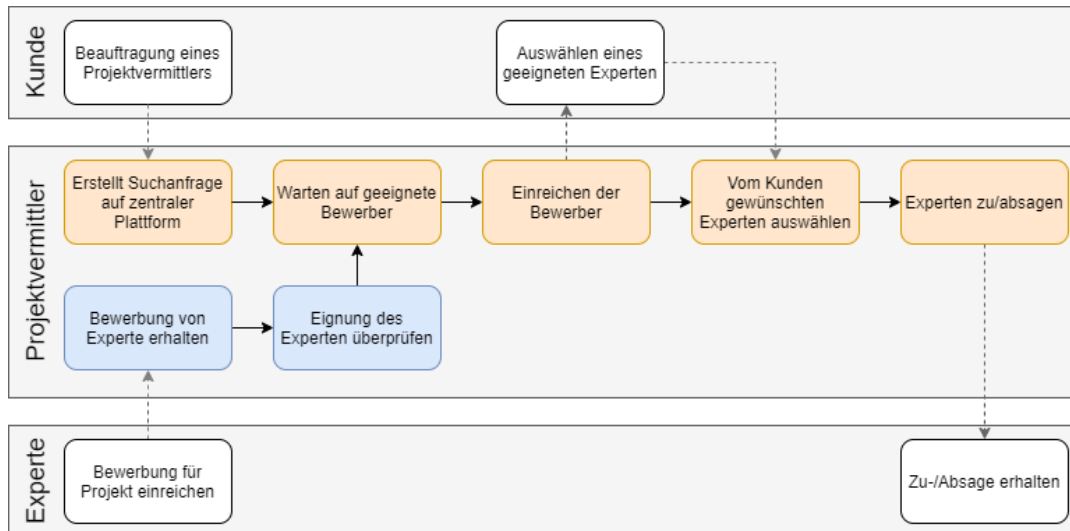 Kunde
Beauftragung eines
Projektvermittlers
Auswählen eines
geeigneten Experten
Projektvermittler
Erstellt Suchanfrage
auf zentraler
Plattform
Warten auf geeignete
Bewerber
Einreichen der
Bewerber
Vom Kunden
gewünschten
Experten auswählen
Experten zu/absagen
Bewerbung von
Experte erhalten
Eignung des
Experten überprüfen
Experte
Bewerbung für
Projekt einreichen
Zu-/Absage erhalten